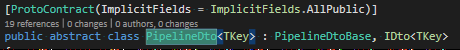 [ProtoContract(ImplicitFields = ImplicitFields.AllPublic)]
19 references | 0 changes | 0 authors, 0 changes
public abstract class PipelineDto<TKey> : PipelineDtoBase, IDto<TKey>